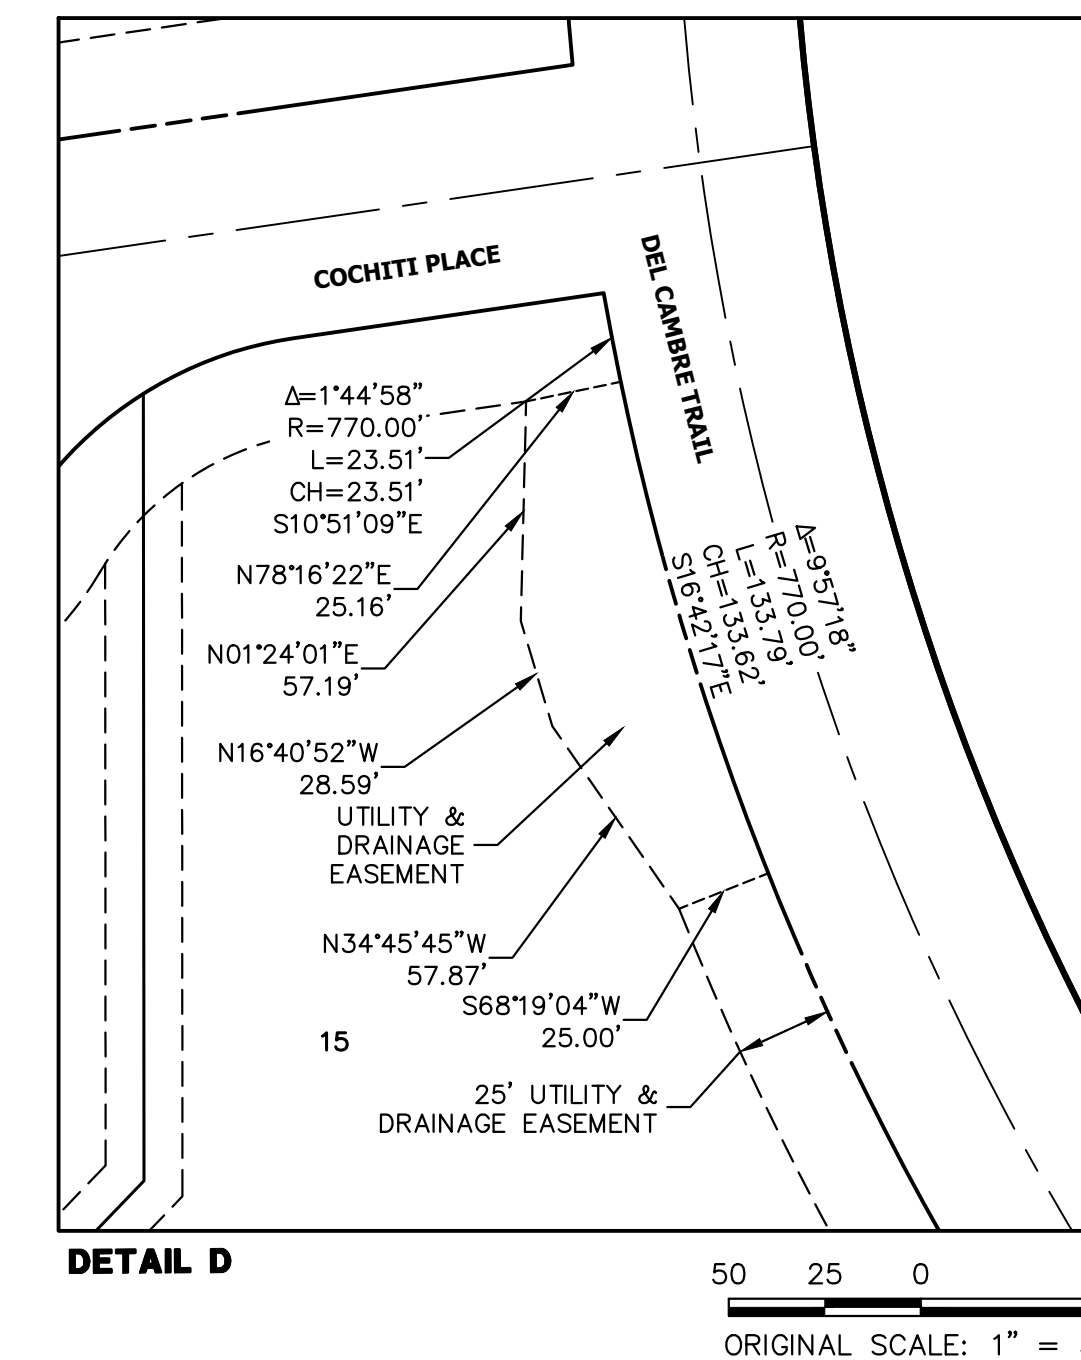 COCHITI PLACE
DEL CAMBRE TRAIL
Δ=1°44'58"
R=770.00'
L=23.51'
CH=23.51'
S10°51'09"E
N78°16'22"E
25.16'
N01°24'01"E
57.19'
N16°40'52"W
28.59'
UTILITY &
DRAINAGE
EASEMENT
Δ=9°57'18"
R=770.00'
L=133.79'
CH=133.62'
S16°42'17"E
N34°45'45"W
57.87'
S68°19'04"W
25.00'
15
25' UTILITY &
DRAINAGE EASEMENT
DETAIL D
50 25 0
ORIGINAL SCALE: 1" =